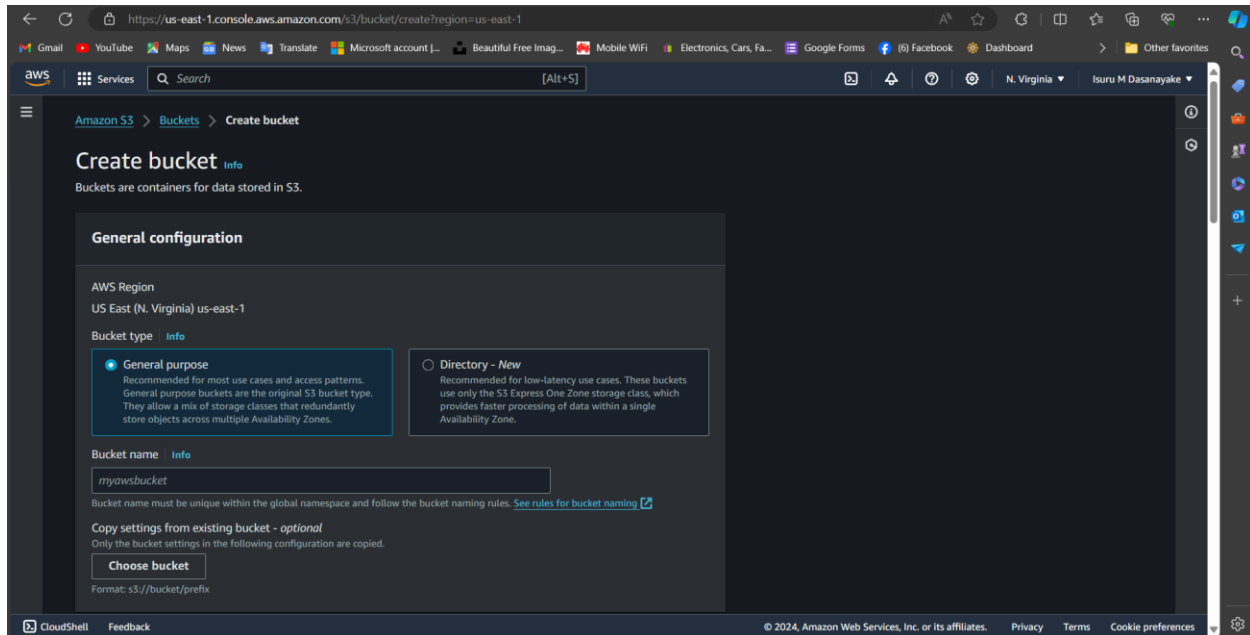 https://us-east-1.console.aws.amazon.com/s3/bucket/create?region=us-east-1
Gmail YouTube Maps News Translate Microsoft account |... Beautiful Free Imag... Mobile WiFi Electronics, Cars, Fa... Google Forms (6) Facebook Dashboard Other favorites
aws Services Search [Alt+S] N. Virginia Isuru M Dasanayake
Amazon S3 > Buckets > Create bucket
Create bucket Info
Buckets are containers for data stored in S3.
General configuration
AWS Region
US East (N. Virginia) us-east-1
Bucket type Info
General purpose
Recommended for most use cases and access patterns.
General purpose buckets are the original S3 bucket type.
They allow a mix of storage classes that redundantly
store objects across multiple Availability Zones.
Directory - New
Recommended for low-latency use cases. These buckets
use only the S3 Express One Zone storage class, which
provides faster processing of data within a single
Availability Zone.
Bucket name Info
myawsbucket
Bucket name must be unique within the global namespace and follow the bucket naming rules. See rules for bucket naming
Copy settings from existing bucket - optional
Only the bucket settings in the following configuration are copied.
Choose bucket
Format: s3://bucket/prefix
CloudShell Feedback © 2024, Amazon Web Services, Inc. or its affiliates. Privacy Terms Cookie preferences